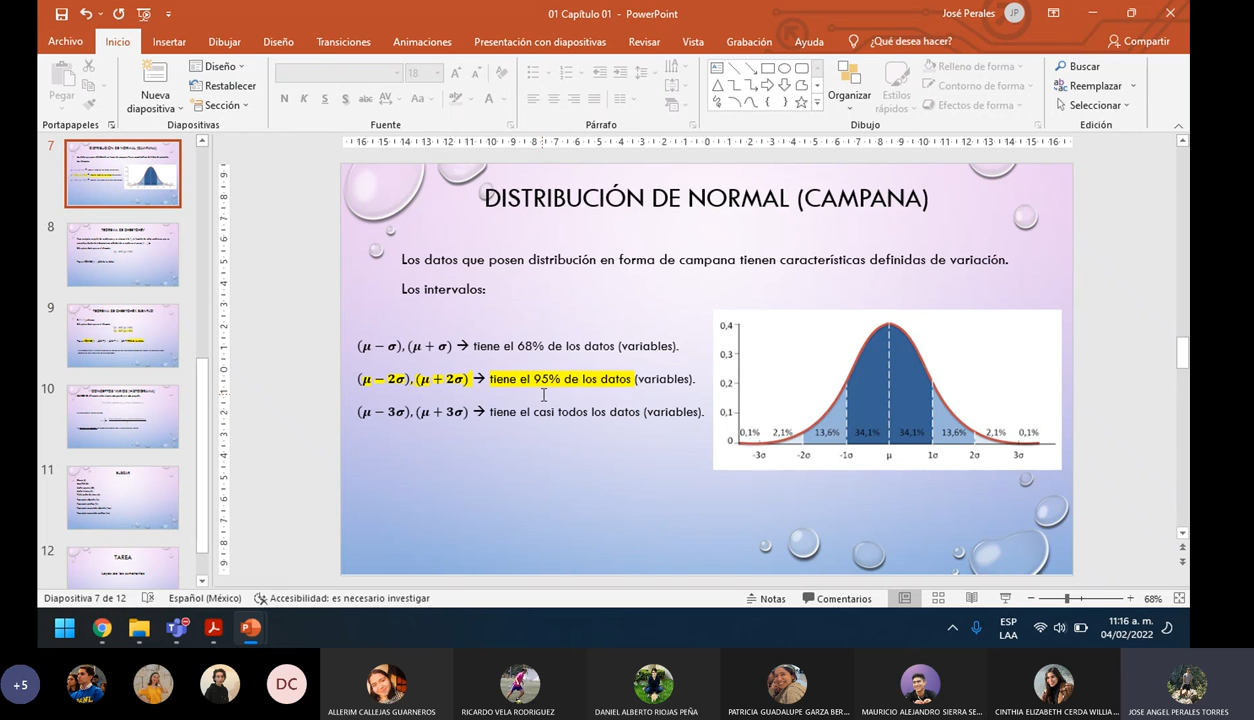 01 Capítulo 01 - PowerPoint
José Perales JP
Archivo Inicio Insertar Dibujar Diseño Transiciones Animaciones Presentación con diapositivas Revisar Vista Grabación Ayuda ¿Qué desea hacer? Compartir
Pegar
Nueva diapositiva
Diseño
Restablecer
Sección
18
Organizar
Estilos rápidos
Relleno de forma
Contorno de forma
Efectos de forma
Buscar
Reemplazar
Seleccionar
Portapapeles Diapositivas Fuente Párrafo Dibujo Edición
7
8
9
10
11
12
TAREA
DISTRIBUCIÓN DE NORMAL (CAMPANA)
Los datos que posen distribución en forma de campana tienen características definidas de variación.
Los intervalos:
(μ − σ), (μ + σ) → tiene el 68% de los datos (variables).
(μ − 2σ), (μ + 2σ) → tiene el 95% de los datos (variables).
(μ − 3σ), (μ + 3σ) → tiene el casi todos los datos (variables).
0,4
0,3
0,2
0,1
0
0,1% 2,1% 13,6% 34,1% 34,1% 13,6% 2,1% 0,1%
-3σ -2σ -1σ μ 1σ 2σ 3σ
Diapositiva 7 de 12 Español (México) Accesibilidad: es necesario investigar Notas Comentarios 68%
ESP
LAA
11:16 a. m.
04/02/2022
+5 DC
ALLERIM CALLEJAS GUARNEROS
RICARDO VELA RODRIGUEZ
DANIEL ALBERTO RIOJAS PEÑA
PATRICIA GUADALUPE GARZA BER...
MAURICIO ALEJANDRO SIERRA SE...
CINTHIA ELIZABETH CERDA WILLIA...
JOSE ANGEL PERALES TORRES